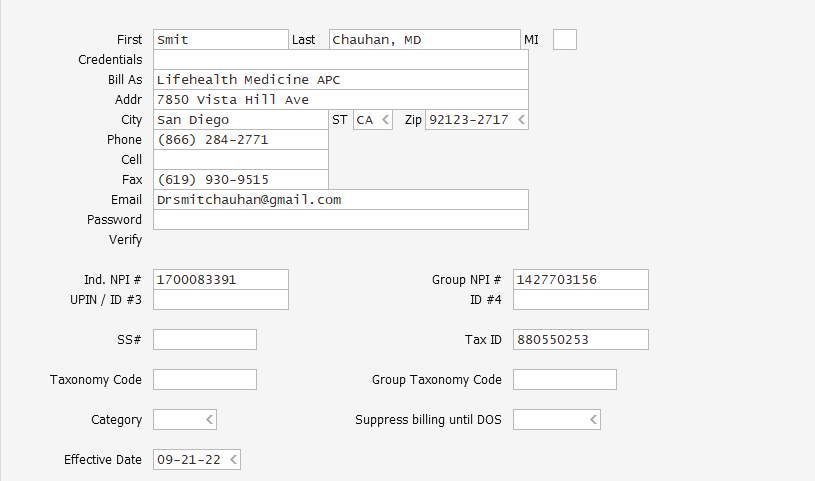 First Smit Last Chauhan, MD MI
Credentials
Bill As Lifehealth Medicine APC
Addr 7850 Vista Hill Ave
City San Diego ST CA < Zip 92123-2717 <
Phone (866) 284-2771
Cell
Fax (619) 930-9515
Email Drsmitchauhan@gmail.com
Password
Verify
Ind. NPI # 1700083391 Group NPI # 1427703156
UPIN / ID #3 ID #4
SS# Tax ID 880550253
Taxonomy Code Group Taxonomy Code
Category < Suppress billing until DOS <
Effective Date 09-21-22 <